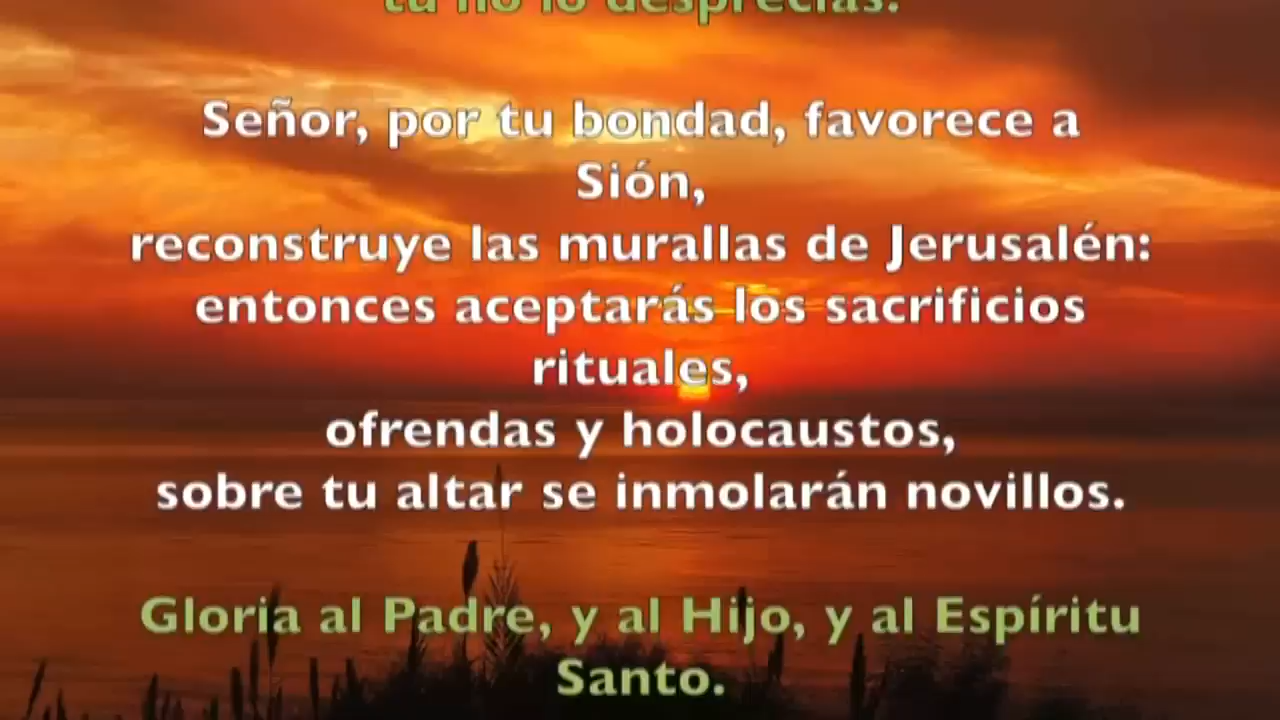 tú no lo desprecias.
Señor, por tu bondad, favorece a
Sión,
reconstruye las murallas de Jerusalén:
entonces aceptarás los sacrificios
rituales,
ofrendas y holocaustos,
sobre tu altar se inmolarán novillos.
Gloria al Padre, y al Hijo, y al Espíritu
Santo.